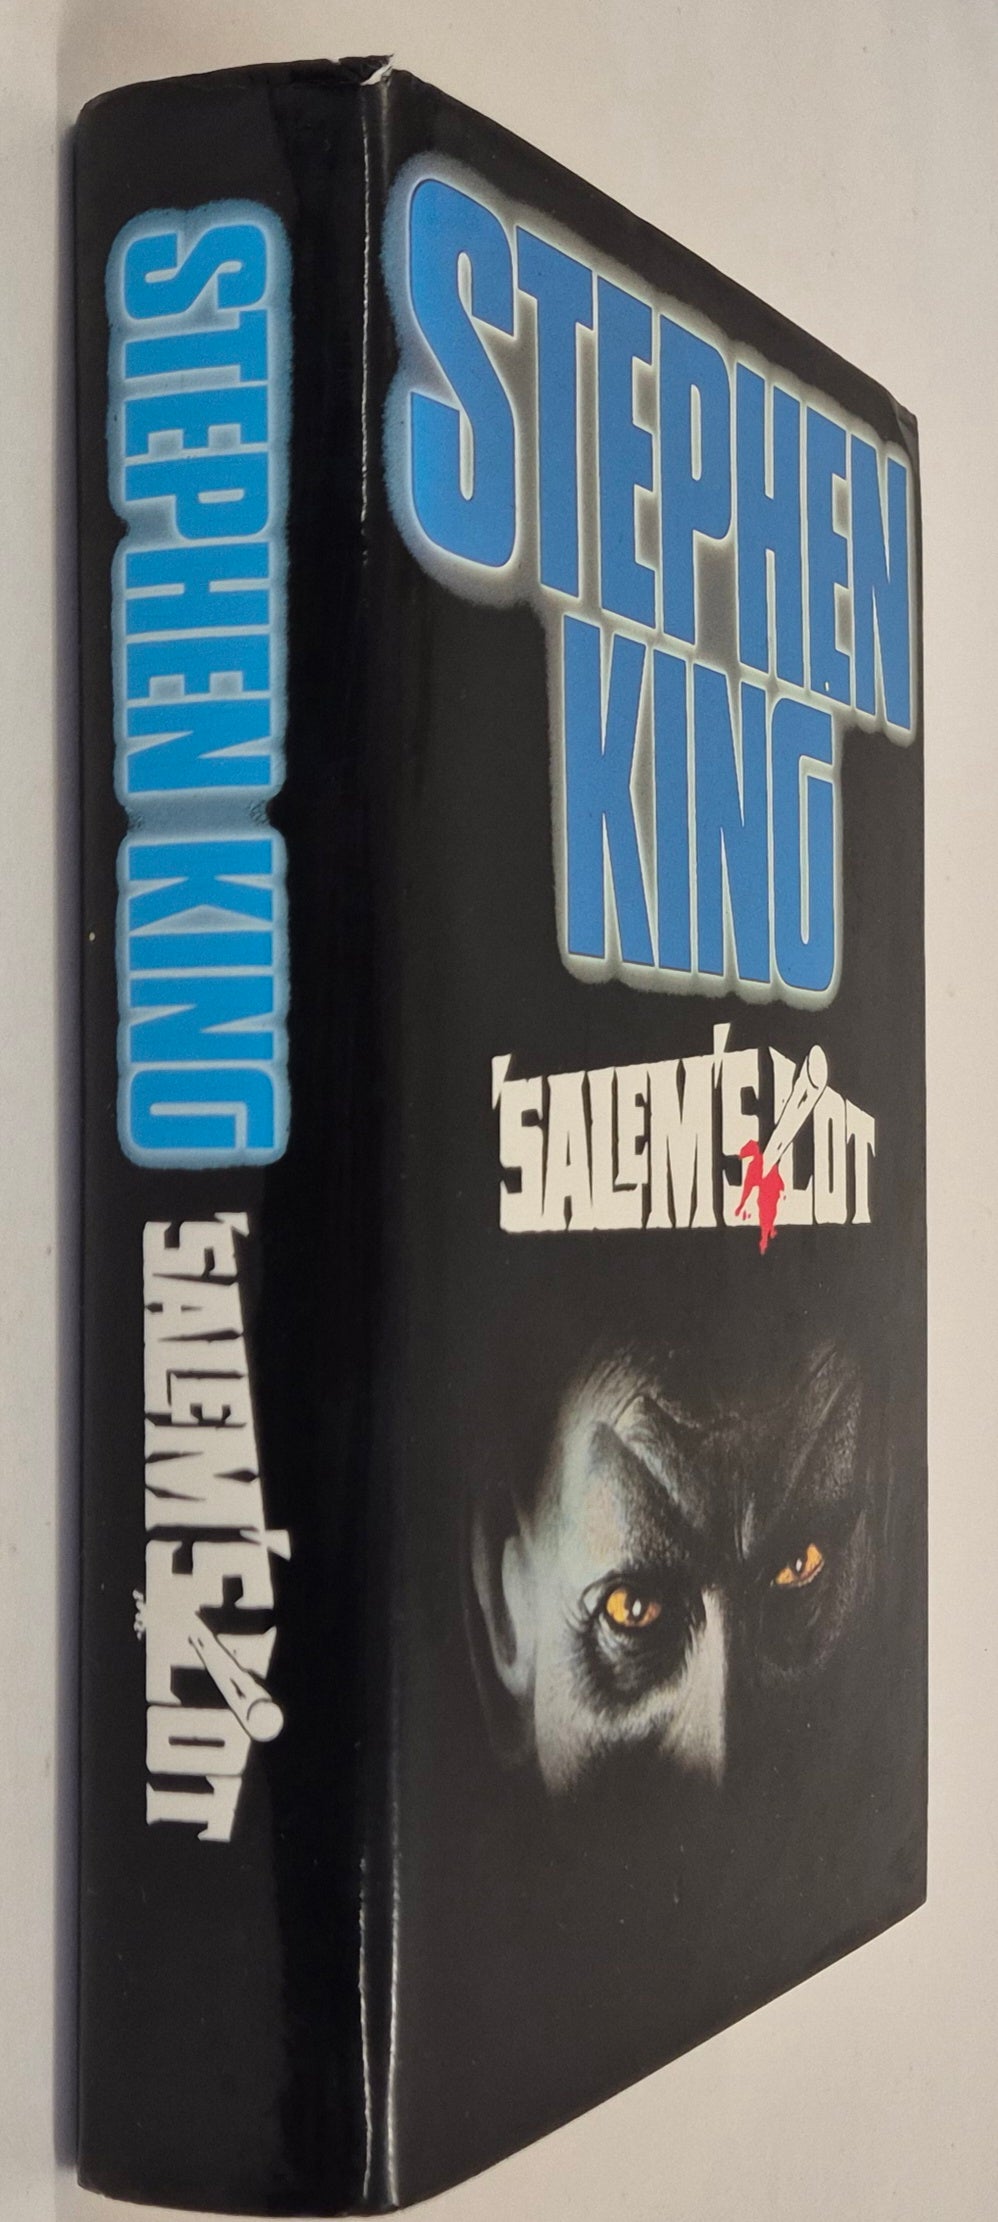 STEPHEN KING 'SALEM'S LOT
STEPHEN
KING
'SALEM'S LOT